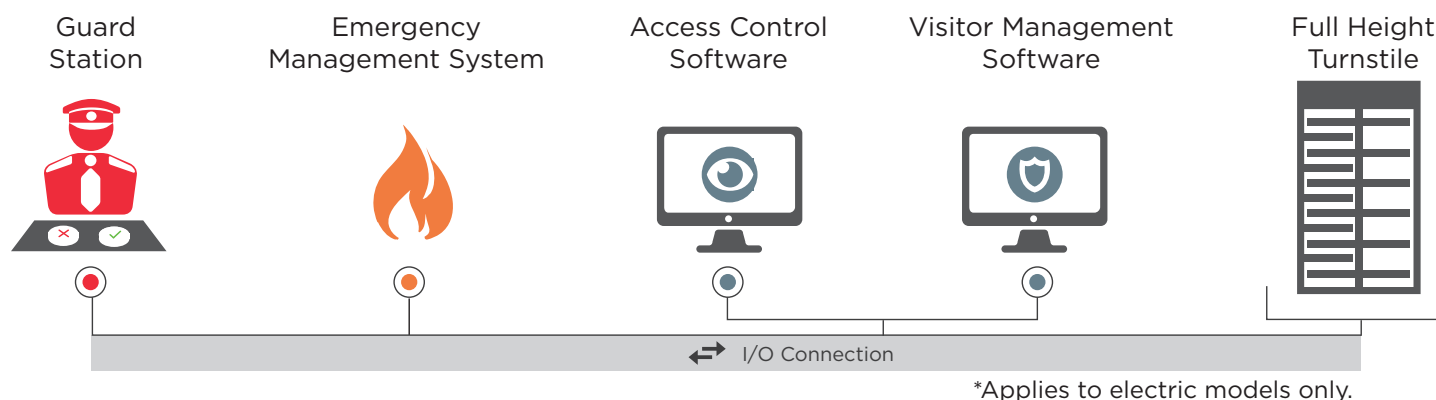 Guard
Station
Emergency
Management System
Access Control
Software
Visitor Management
Software
Full Height
Turnstile
I/O Connection
*Applies to electric models only.